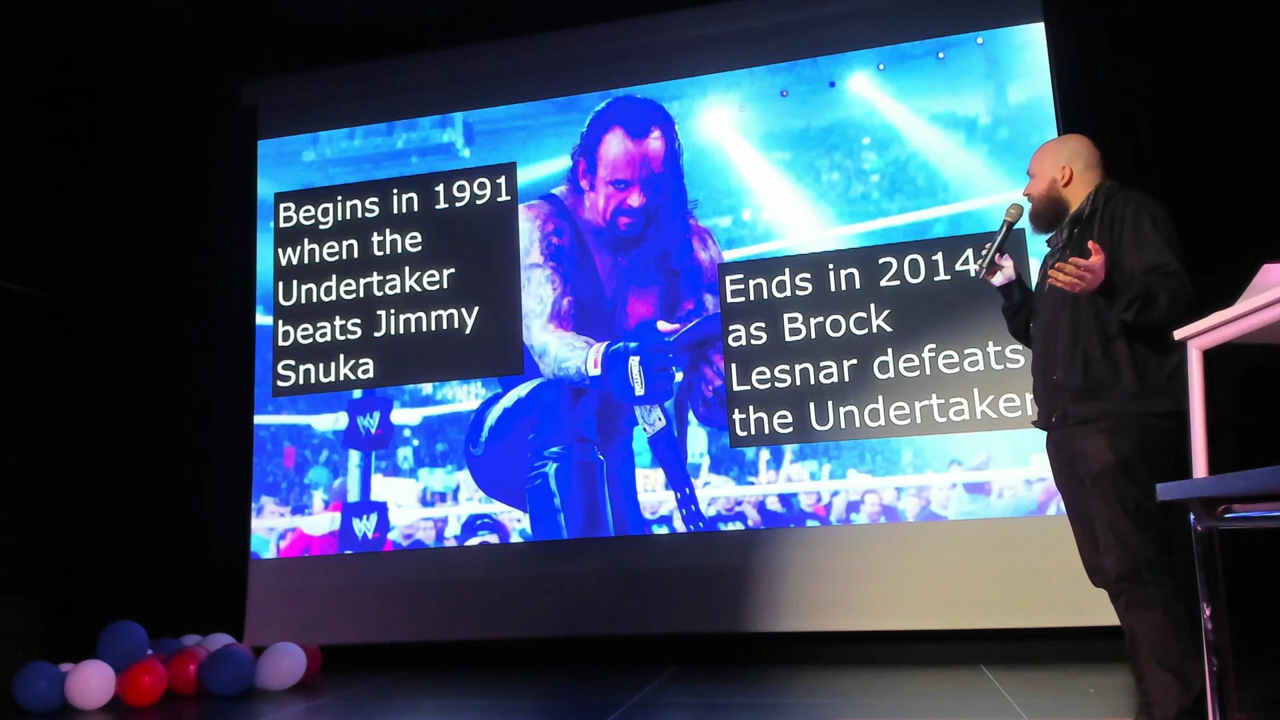 Begins in 1991
when the
Undertaker
beats Jimmy
Snuka
Ends in 2014
as Brock
Lesnar defeats
the Undertaker
W
W